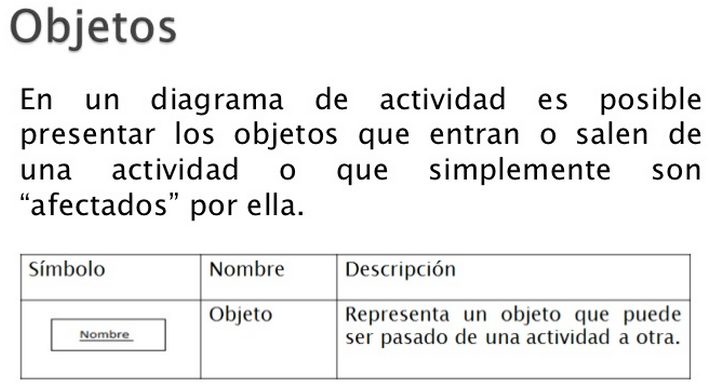 Objetos
En un diagrama de actividad es posible
presentar los objetos que entran o salen de
una actividad o que simplemente son
“afectados” por ella.
Símbolo Nombre Descripción
Nombre Objeto Representa un objeto que puede
ser pasado de una actividad a otra.